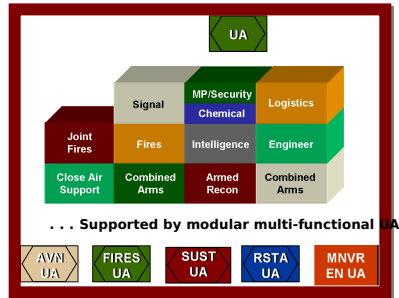 UA
Signal
MP/Security
Chemical
Logistics
Joint
Fires
Fires
Intelligence
Engineer
Close Air
Support
Combined
Arms
Armed
Recon
Combined
Arms
. . . Supported by modular multi-functional UA
AVN
UA
FIRES
UA
SUST
UA
RSTA
UA
MNVR
EN UA